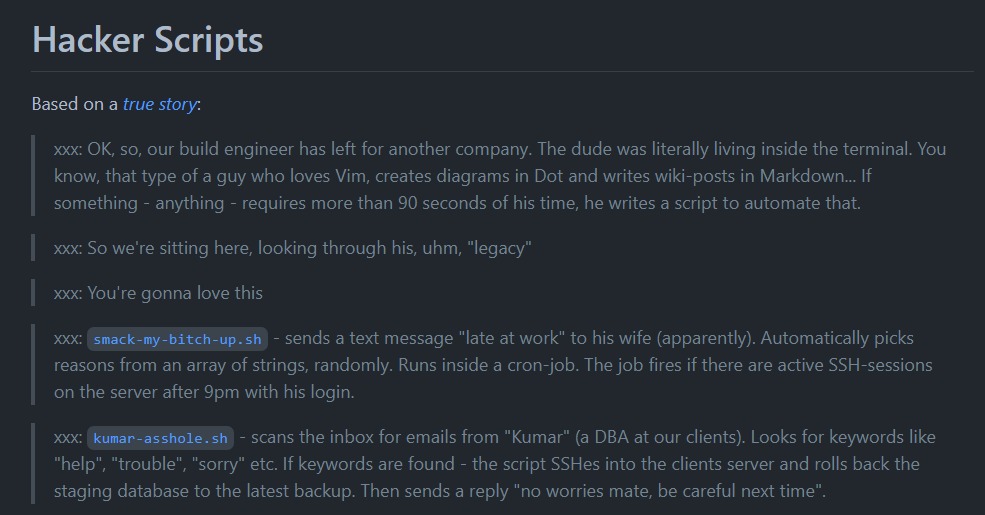 Hacker Scripts
Based on a true story:
xxx: OK, so, our build engineer has left for another company. The dude was literally living inside the terminal. You
know, that type of a guy who loves Vim, creates diagrams in Dot and writes wiki-posts in Markdown... If
something - anything - requires more than 90 seconds of his time, he writes a script to automate that.
xxx: So we're sitting here, looking through his, uhm, "legacy"
xxx: You're gonna love this
xxx: smack-my-bitch-up.sh - sends a text message "late at work" to his wife (apparently). Automatically picks
reasons from an array of strings, randomly. Runs inside a cron-job. The job fires if there are active SSH-sessions
on the server after 9pm with his login.
xxx: kumar-asshole.sh - scans the inbox for emails from "Kumar" (a DBA at our clients). Looks for keywords like
"help", "trouble", "sorry" etc. If keywords are found - the script SSHes into the clients server and rolls back the
staging database to the latest backup. Then sends a reply "no worries mate, be careful next time".